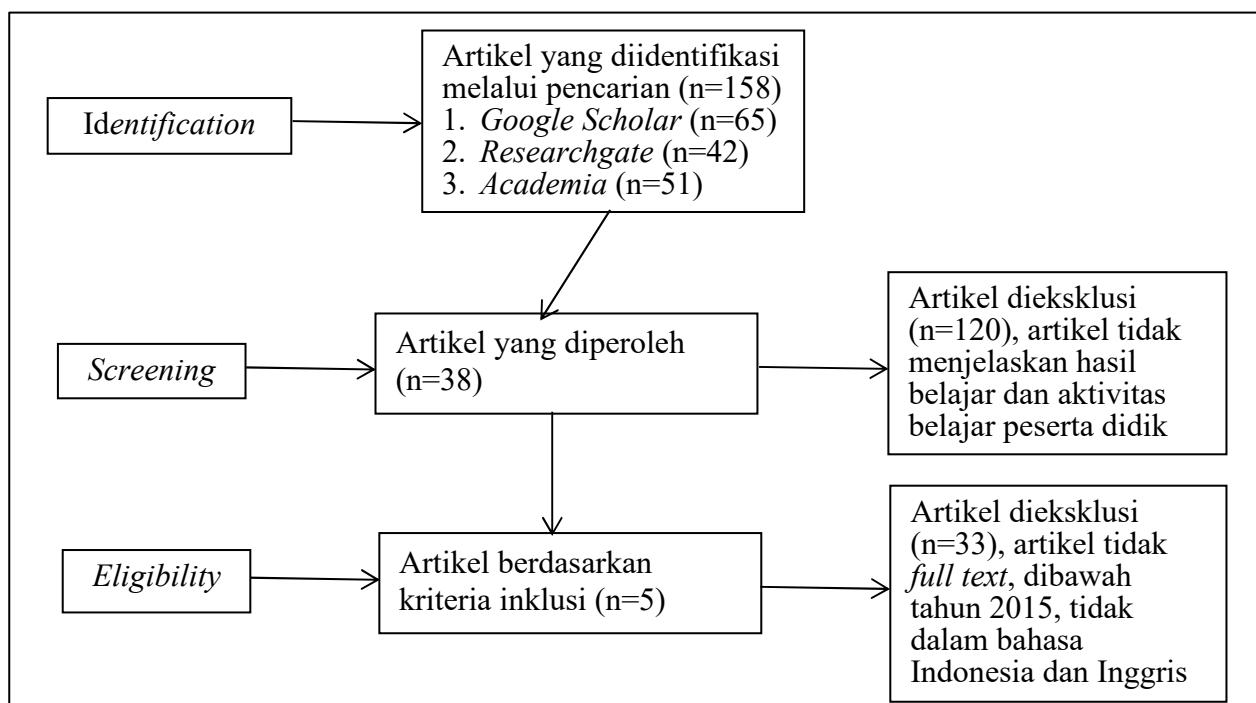 Identification
Artikel yang diidentifikasi
melalui pencarian (n=158)
1. Google Scholar (n=65)
2. Researchgate (n=42)
3. Academia (n=51)
Screening
Artikel yang diperoleh
(n=38)
Artikel dieksklusi
(n=120), artikel tidak
menjelaskan hasil
belajar dan aktivitas
belajar peserta didik
Eligibility
Artikel berdasarkan
kriteria inklusi (n=5)
Artikel dieksklusi
(n=33), artikel tidak
full text, dibawah
tahun 2015, tidak
dalam bahasa
Indonesia dan Inggris